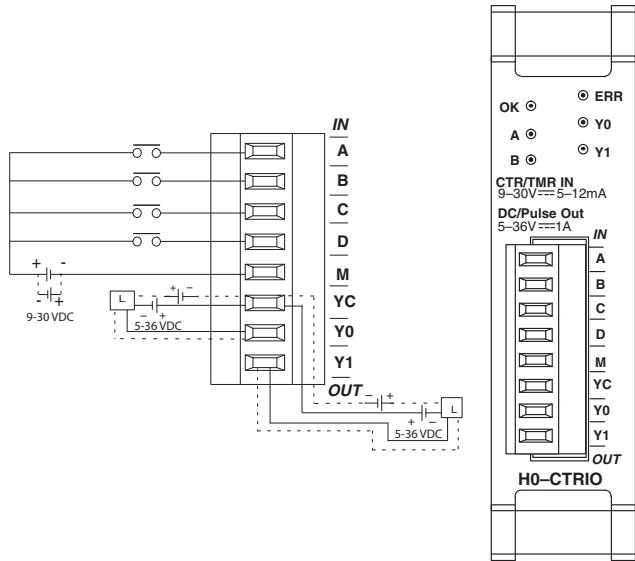 IN
A
B
C
D
M
YC
Y0
Y1
OUT
+ -
- +
9-30 VDC
L
+ -
- +
5-36 VDC
- +
+ -
L
5-36 VDC
ERR
OK
Y0
A
Y1
B
CTR/TMR IN
9–30V⎓5–12mA
DC/Pulse Out
5–36V⎓1A
IN
A
B
C
D
M
YC
Y0
Y1
OUT
H0–CTRIO